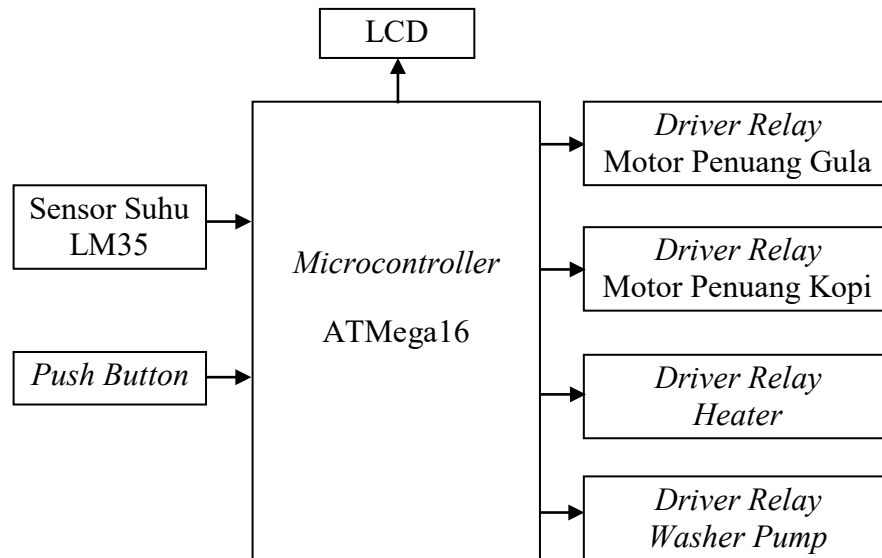 LCD
Driver Relay
Motor Penuang Gula
Sensor Suhu
LM35
Microcontroller
ATMega16
Driver Relay
Motor Penuang Kopi
Push Button
Driver Relay
Heater
Driver Relay
Washer Pump